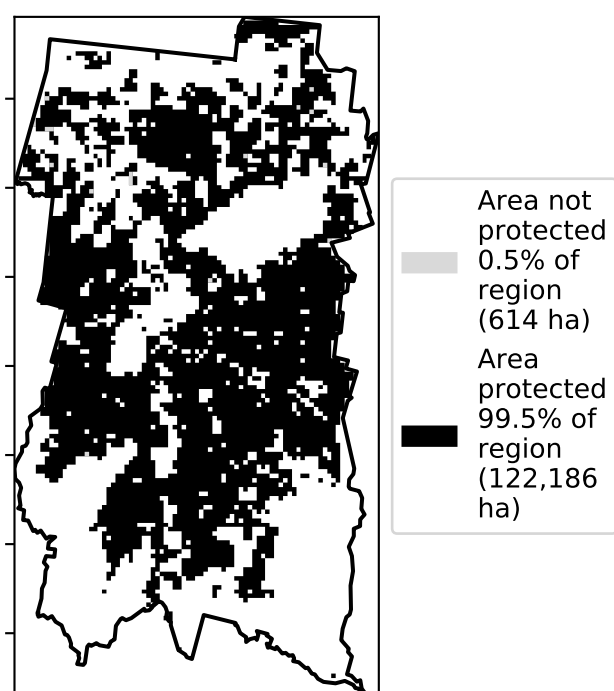 Area not
protected
0.5% of
region
(614 ha)
Area
protected
99.5% of
region
(122,186
ha)